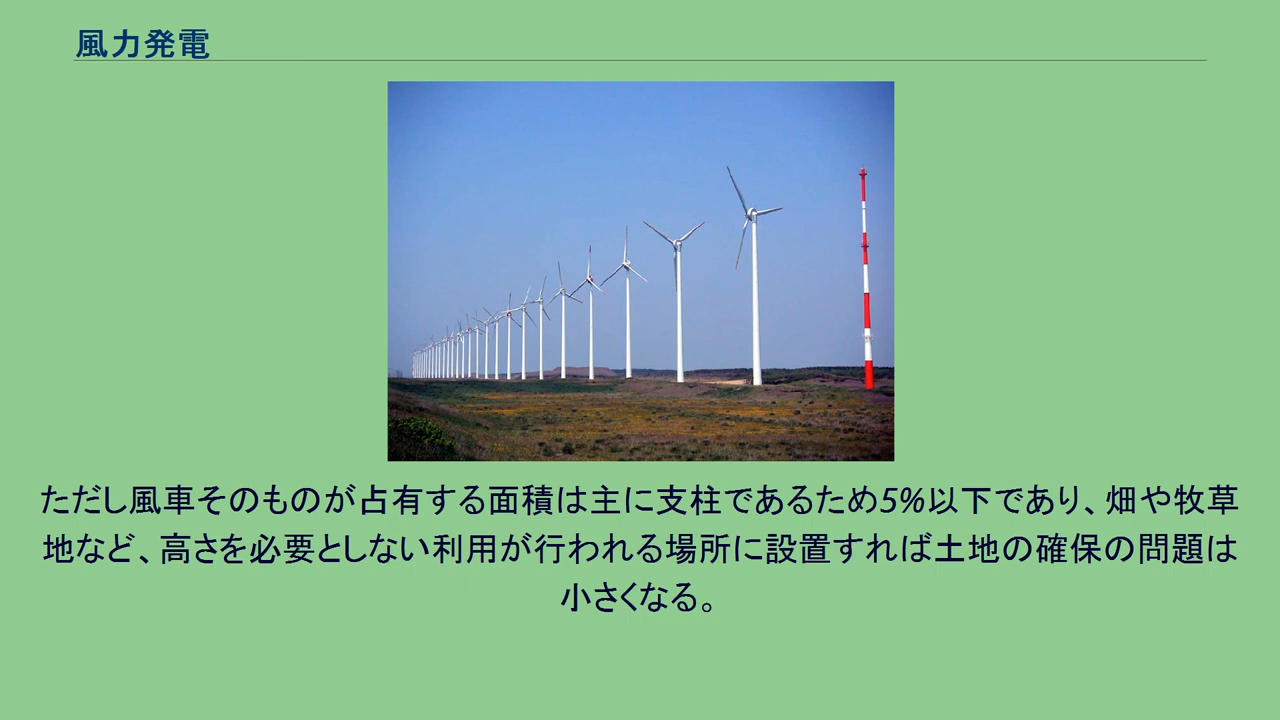 風力発電
ただし風車そのものが占有する面積は主に支柱であるため5%以下であり、畑や牧草
地など、高さを必要としない利用が行われる場所に設置すれば土地の確保の問題は
小さくなる。